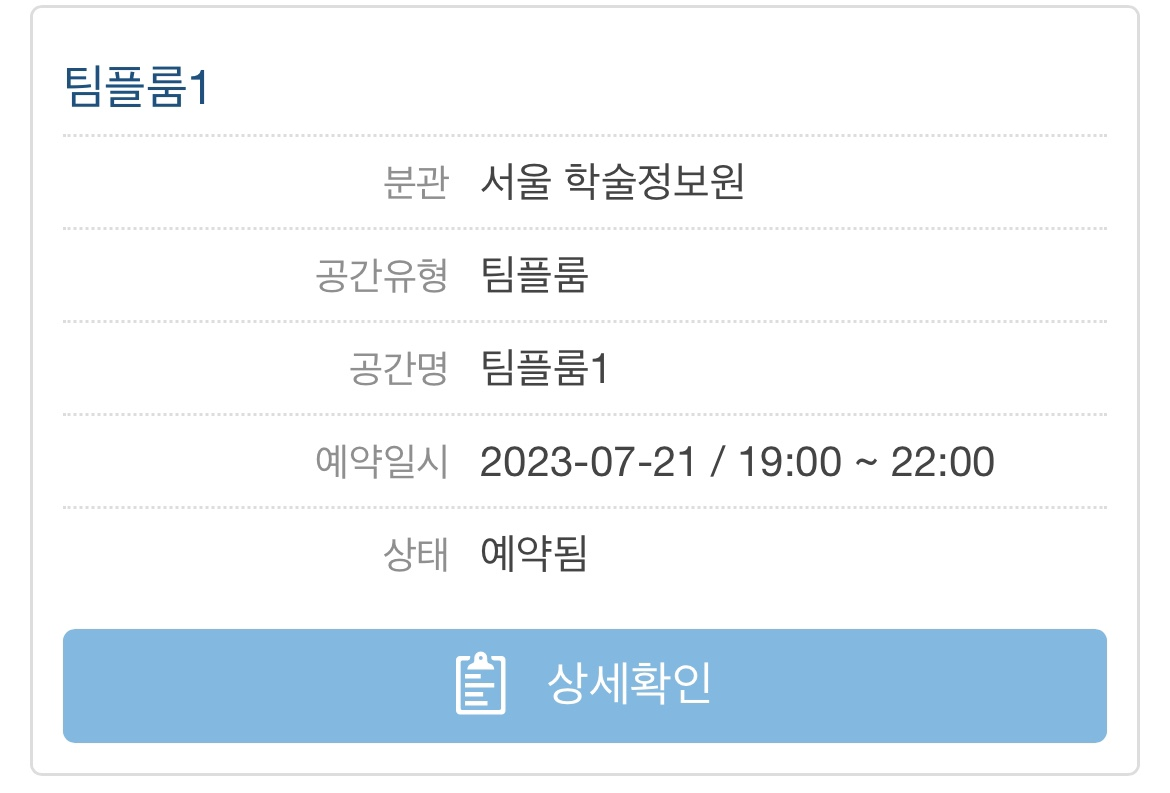 팀플룸1
분관 서울 학술정보원
공간유형 팀플룸
공간명 팀플룸1
예약일시 2023-07-21 / 19:00 ~ 22:00
상태 예약됨
상세확인